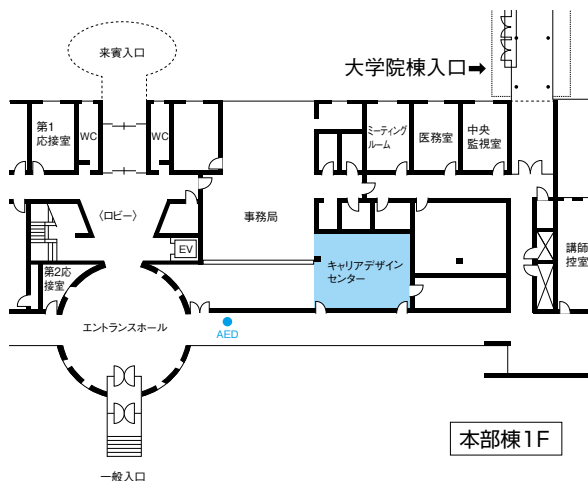 来賓入口
大学院棟入口➡
第1
応接室
WC
WC
ミーティング
ルーム
医務室
中央
監視室
〈ロビー〉
事務局
EV
講師
控室
第2応
接室
キャリアデザイン
センター
エントランスホール
AED
本部棟1F
一般入口